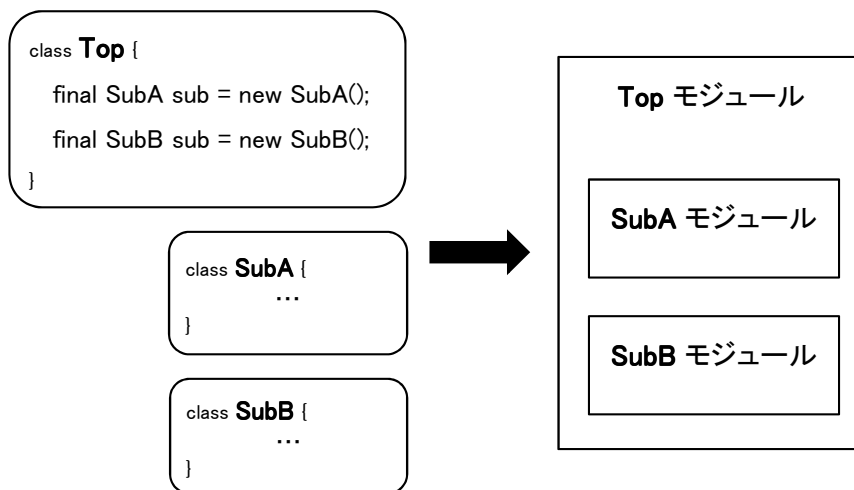 class Top {
final SubA sub = new SubA();
final SubB sub = new SubB();
}
class SubA {
…
}
class SubB {
…
}
Top モジュール
SubA モジュール
SubB モジュール